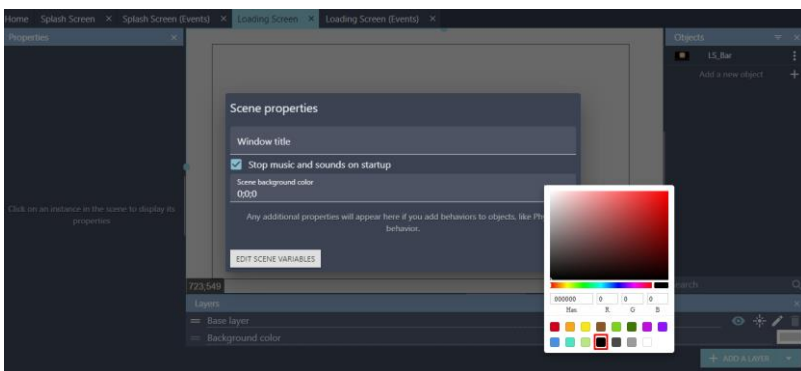 Home Splash Screen × Splash Screen (Events) × Loading Screen × Loading Screen (Events) ×
Properties ×
Objects ×
LS_Bar
Add a new object +
Scene properties
Window title
Stop music and sounds on startup
Scene background color
0;0;0
Click on an instance in the scene to display its
properties
Any additional properties will appear here if you add behaviors to objects, like Ph
behavior.
EDIT SCENE VARIABLES
723;549
Layers ×
Base layer
Background color
000000 0 0 0
Hex R G B
+ ADD A LAYER